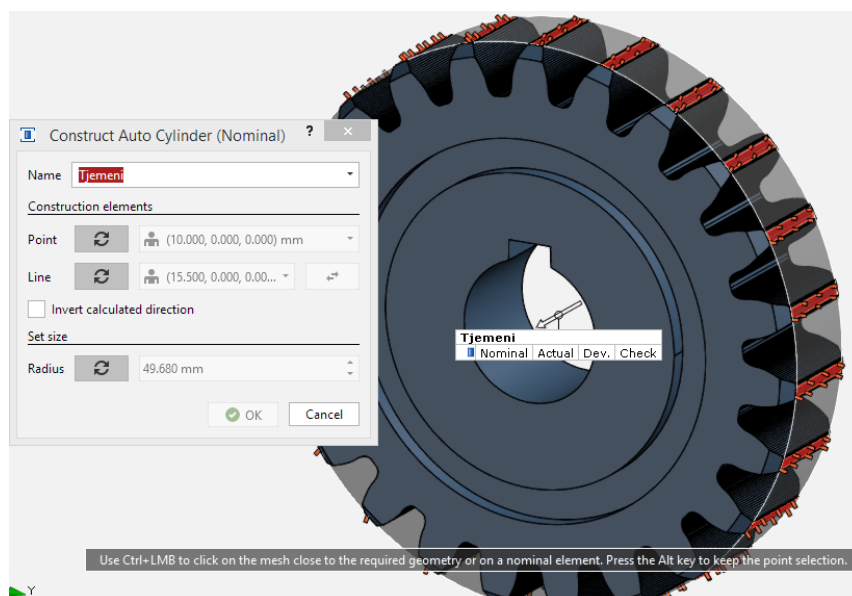 Construct Auto Cylinder (Nominal) ?
Name Tjemeni
Construction elements
Point (10.000, 0.000, 0.000) mm
Line (15.500, 0.000, 0.00...
Invert calculated direction
Set size
Radius 49.680 mm
OK Cancel
Tjemeni
Nominal Actual Dev. Check
Use Ctrl+LMB to click on the mesh close to the required geometry or on a nominal element. Press the Alt key to keep the point selection.
Y